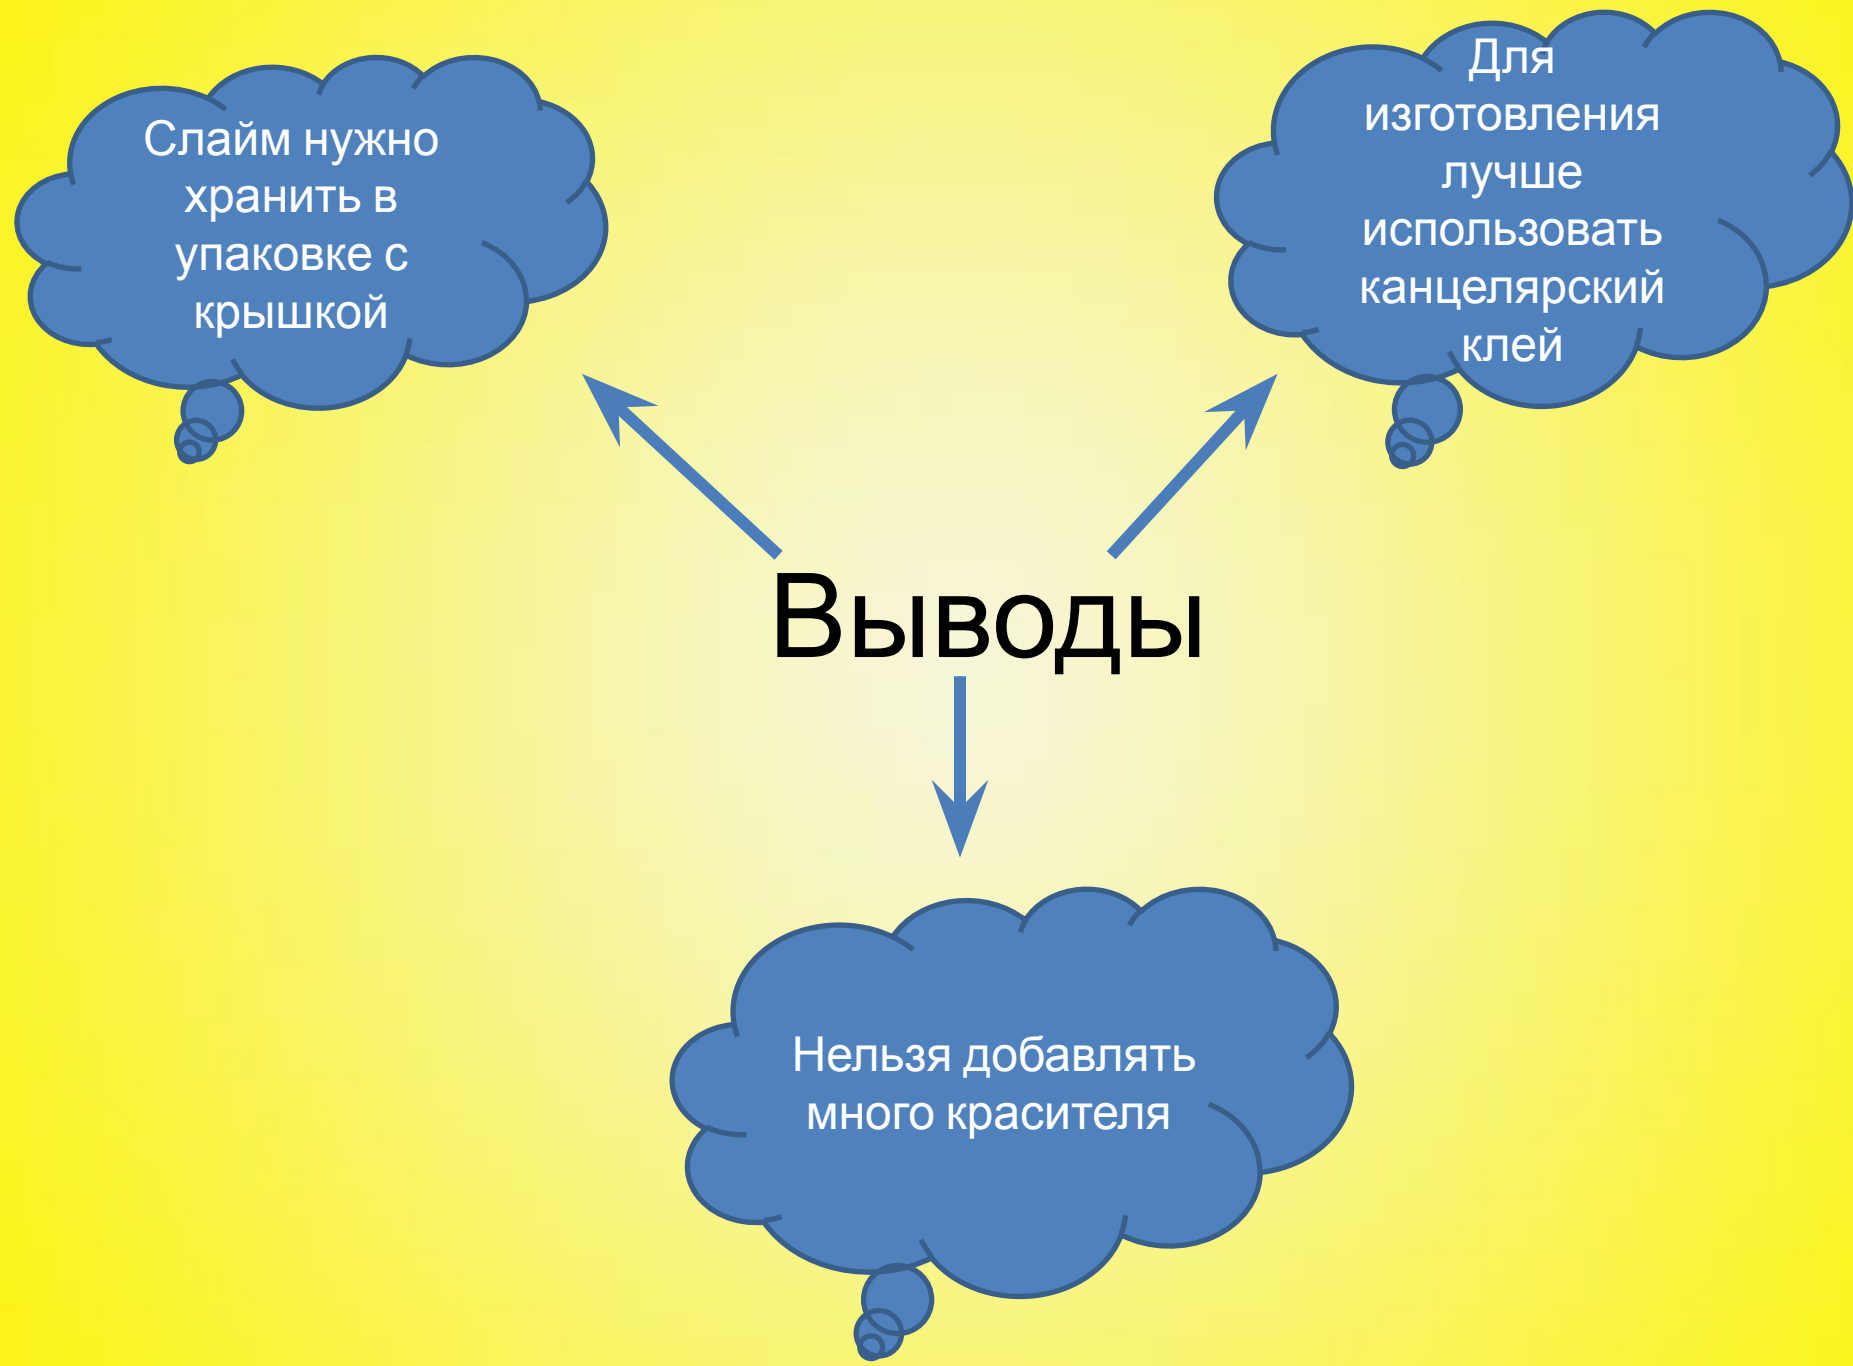 Слайм нужно
хранить в
упаковке с
крышкой
Для
изготовления
лучше
использовать
канцелярский
клей
Выводы
Нельзя добавлять
много красителя